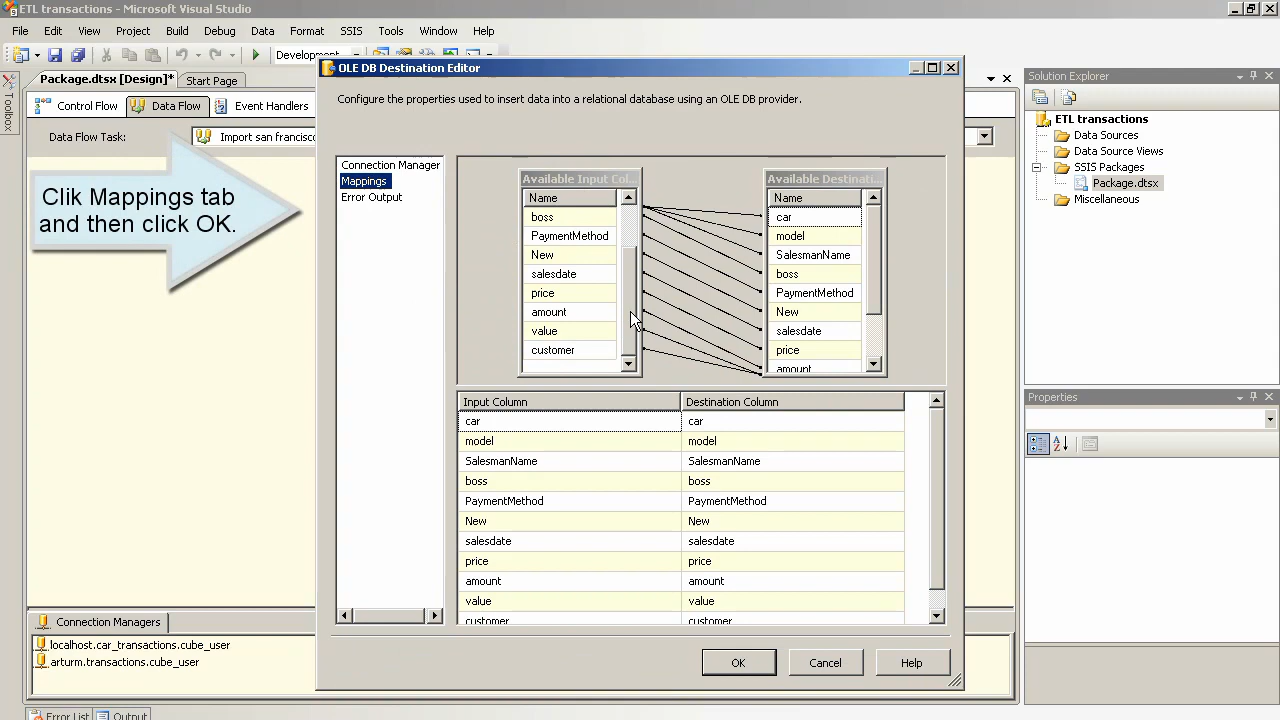 ETL transactions - Microsoft Visual Studio
File Edit View Project Build Debug Data Format SSIS Tools Window Help
Development
Package.dtsx [Design]* Start Page
Control Flow Data Flow Event Handlers
Data Flow Task: Import san francisco
Toolbox
Clik Mappings tab
and then click OK.
OLE DB Destination Editor
Configure the properties used to insert data into a relational database using an OLE DB provider.
Connection Manager
Mappings
Error Output
Available Input Col...
Name
boss
PaymentMethod
New
salesdate
price
amount
value
customer
Available Destinati...
Name
car
model
SalesmanName
boss
PaymentMethod
New
salesdate
price
amount
Input Column Destination Column
car car
model model
SalesmanName SalesmanName
boss boss
PaymentMethod PaymentMethod
New New
salesdate salesdate
price price
amount amount
value value
customer customer
OK Cancel Help
Solution Explorer
ETL transactions
Data Sources
Data Source Views
SSIS Packages
Package.dtsx
Miscellaneous
Properties
Connection Managers
localhost.car_transactions.cube_user
arturm.transactions.cube_user
Error List Output